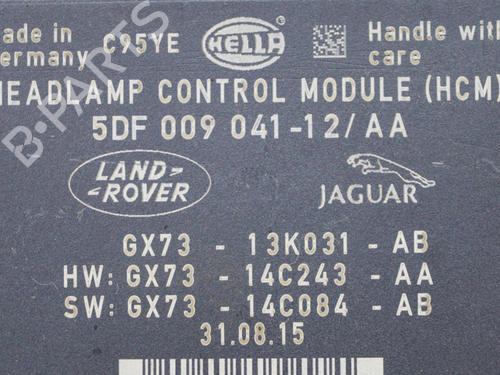 ade in
ermany C95YE HELLA Handle with
care
HEADLAMP CONTROL MODULE (HCM)
5DF 009 041-12/AA
LAND-
-ROVER
JAGUAR
GX73 - 13K031 - AB
HW: GX73 - 14C243 - AA
SW: GX73 - 14C084 - AB
31.08.15
B-PARTS